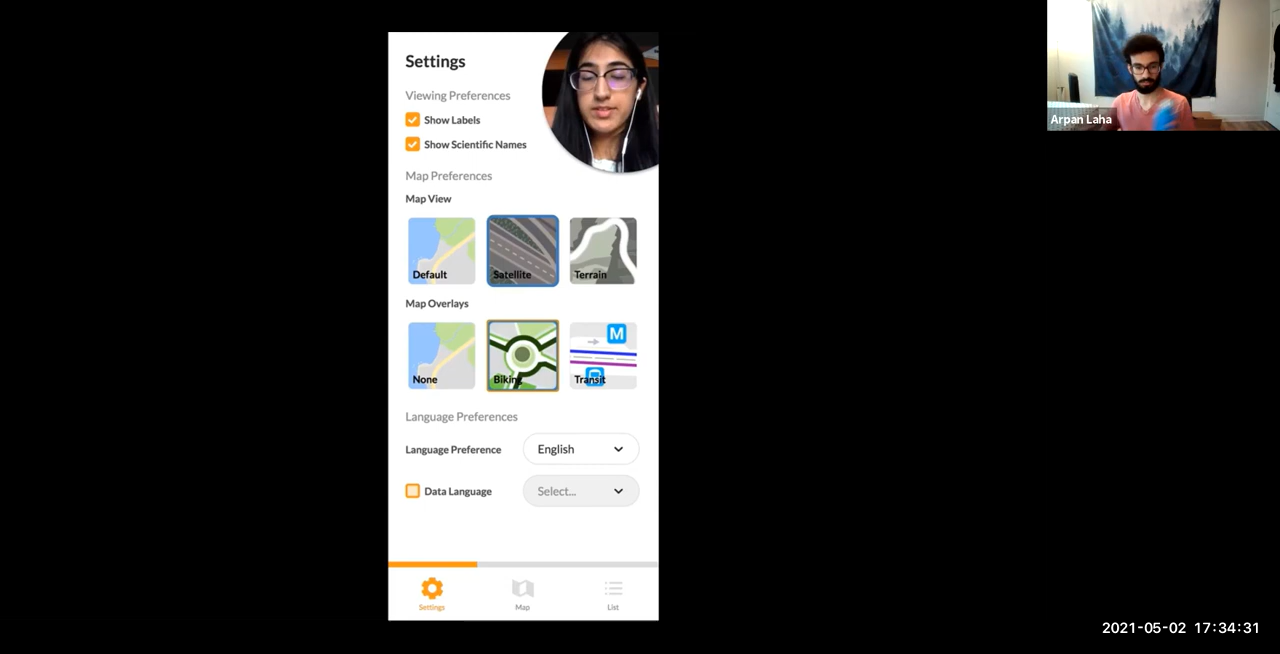 Settings
Viewing Preferences
Show Labels
Show Scientific Names
Map Preferences
Map View
Default
Satellite
Terrain
Map Overlays
None
Biking
M
Transit
Language Preferences
Language Preference
English
Data Language
Select...
Settings
Map
List
Arpan Laha
2021-05-02 17:34:31